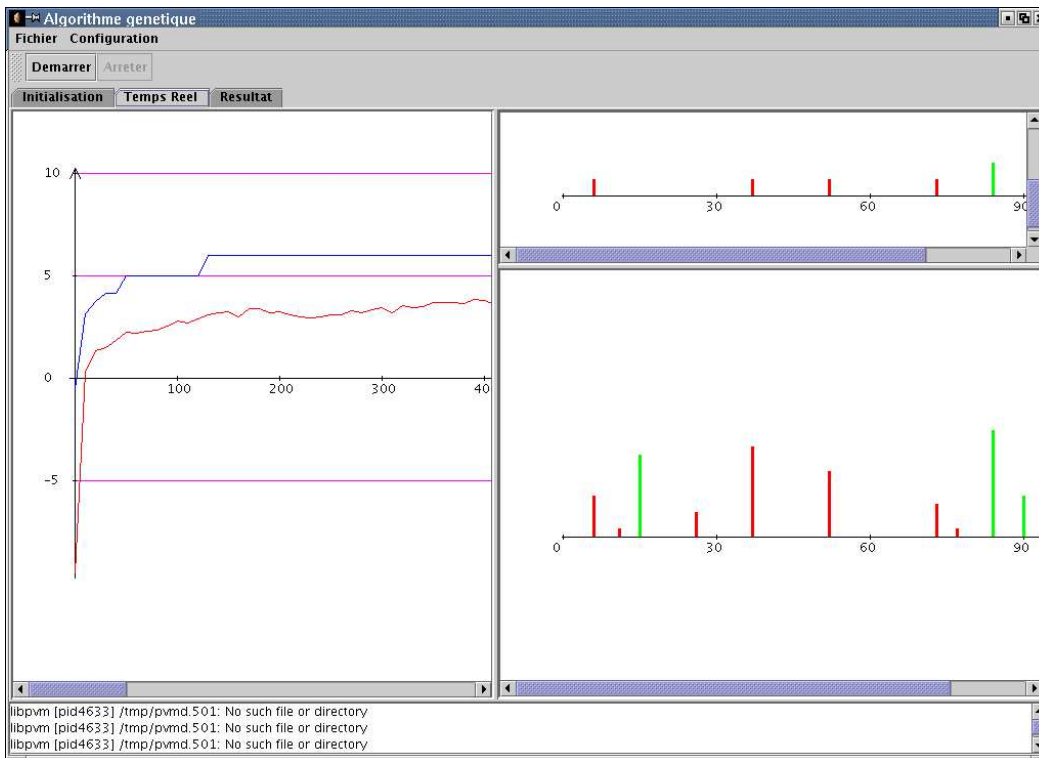 Algorithme genetique
Fichier Configuration
Demarrer Arreter
Initialisation Temps Reel Resultat
10
5
0
100 200 300 40
-5
0 30 60 90
0 30 60 90
libpvm [pid4633] /tmp/pvmd.501: No such file or directory
libpvm [pid4633] /tmp/pvmd.501: No such file or directory
libpvm [pid4633] /tmp/pvmd.501: No such file or directory